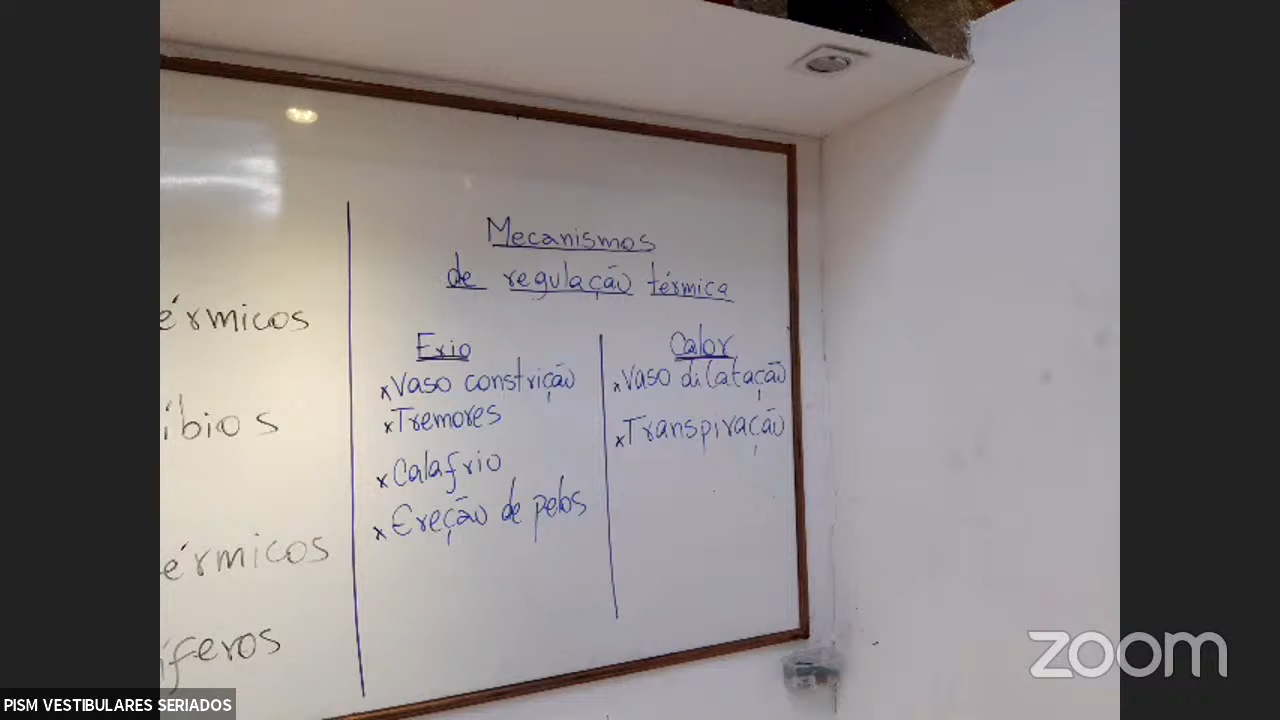 érmicos
íbios
érmicos
íferos
Mecanismos
de regulação térmica
Frio
x Vaso constrição
x Tremores
x Calafrio
x Ereção de pelos
Calor
x Vaso dilatação
x Transpiração
zoom
PISM VESTIBULARES SERIADOS